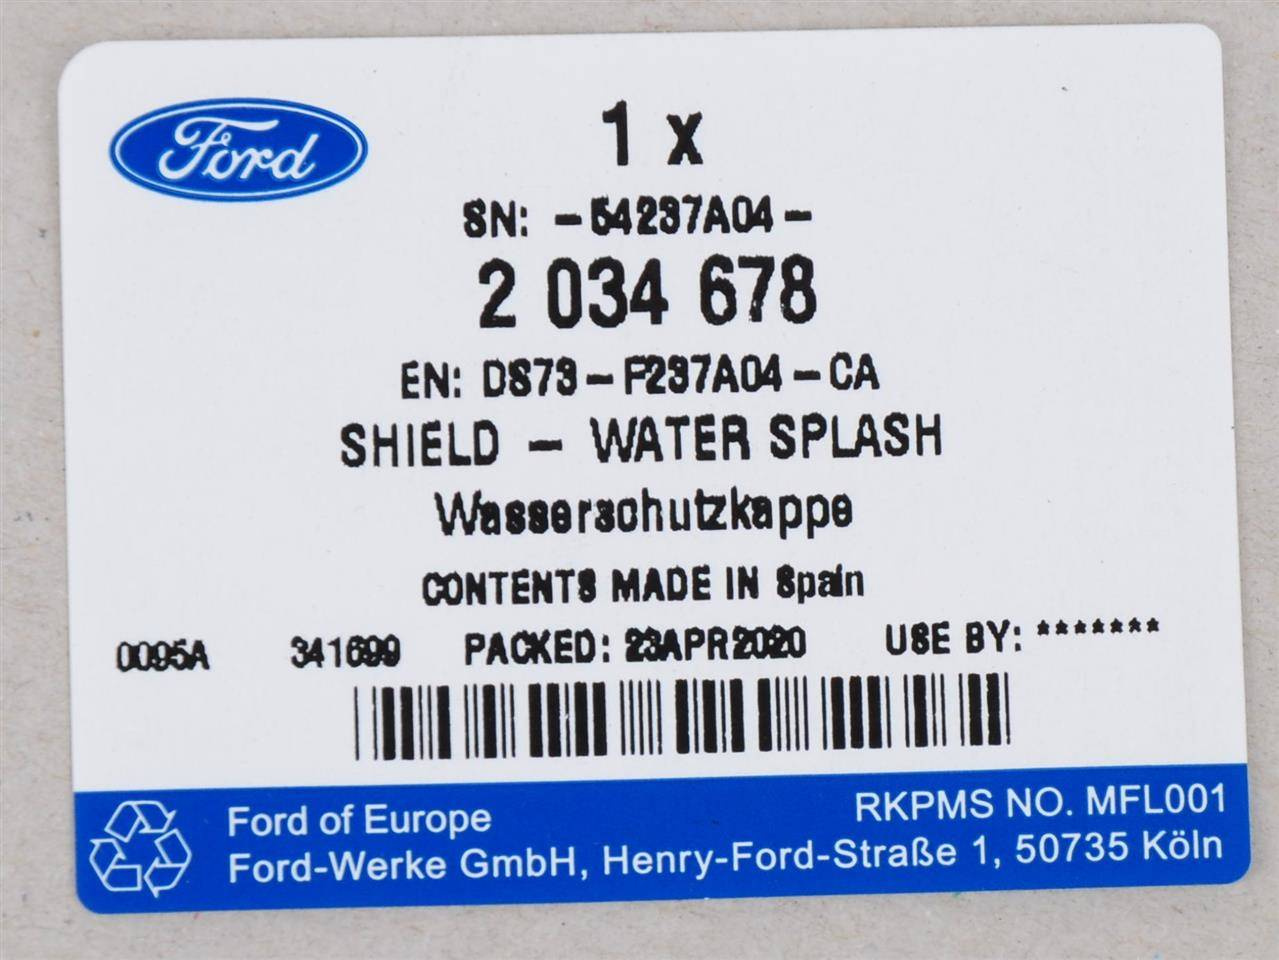 Ford
1 x
SN: -54237A04-
2 034 678
EN: DS73-F237A04-CA
SHIELD - WATER SPLASH
Wasserschutzkappe
CONTENTS MADE IN Spain
0095A 341699 PACKED: 23APR2020 USE BY: *******
Ford of Europe RKPMS NO. MFL001
Ford-Werke GmbH, Henry-Ford-Straße 1, 50735 Köln